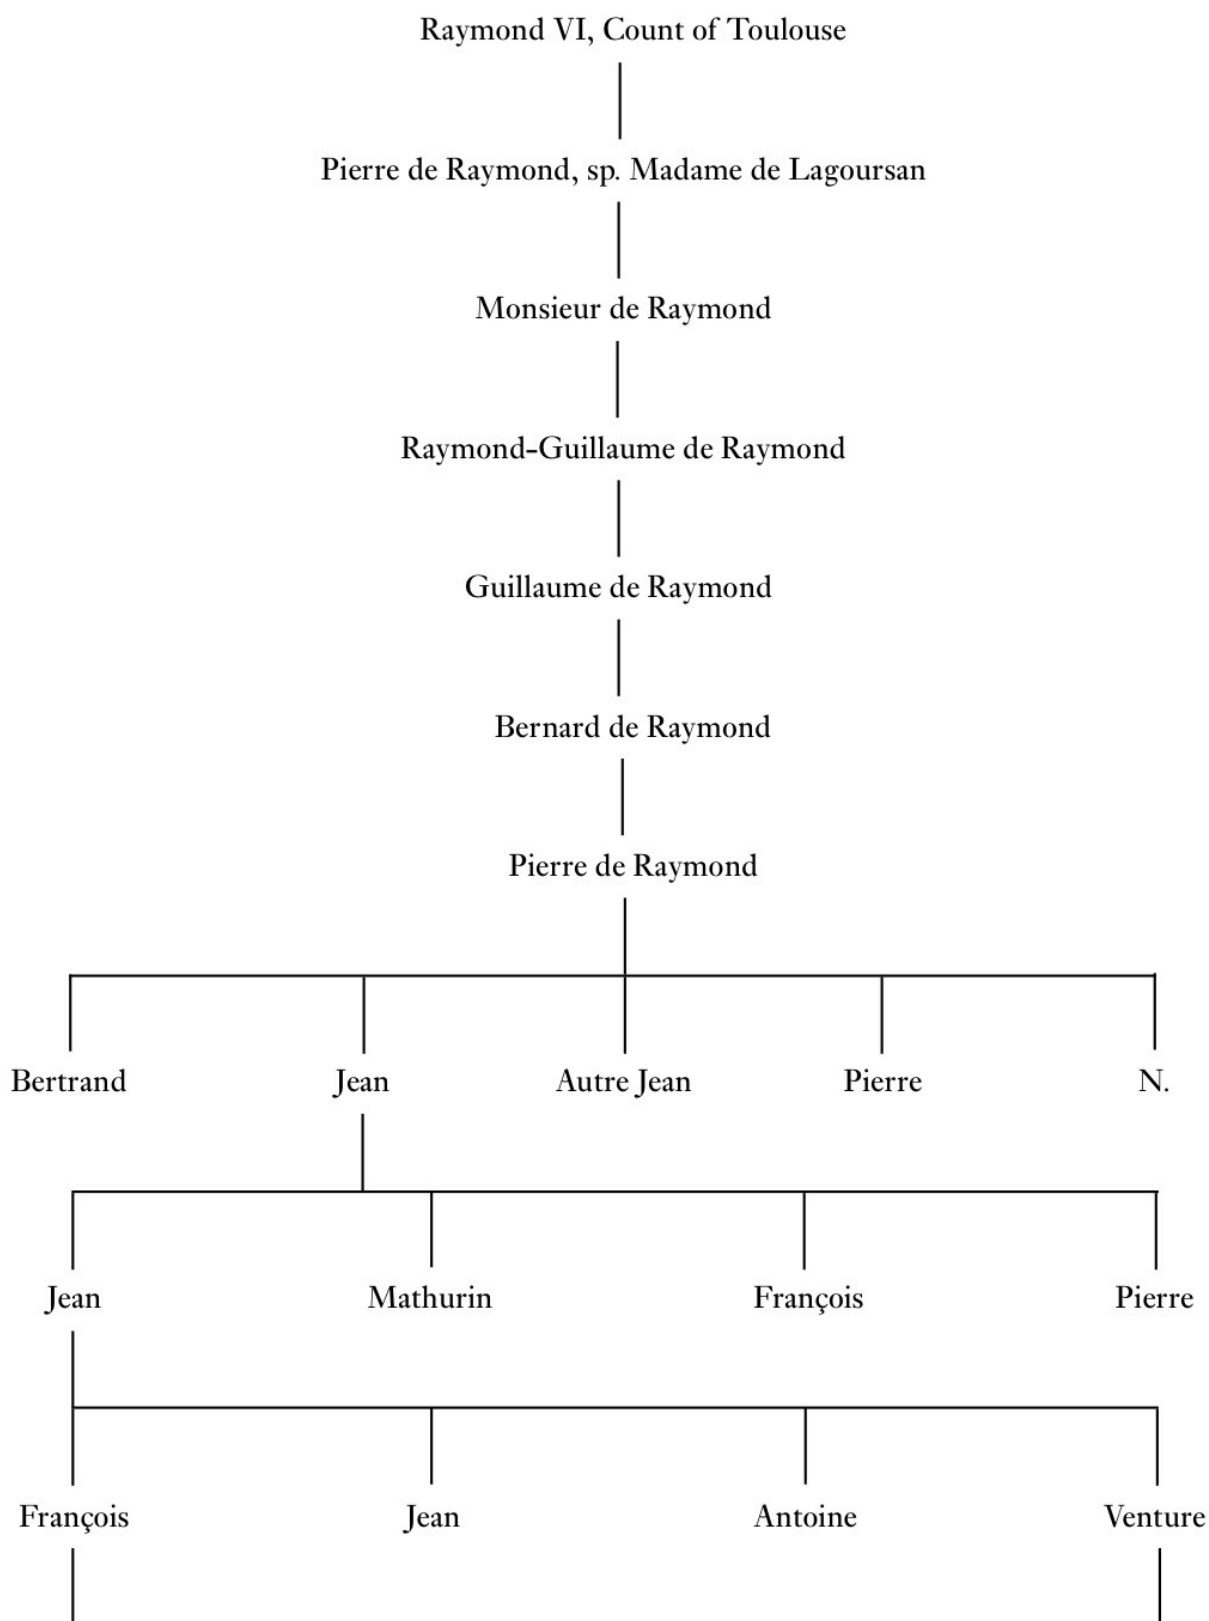 Raymond VI, Count of Toulouse
Pierre de Raymond, sp. Madame de Lagoursan
Monsieur de Raymond
Raymond-Guillaume de Raymond
Guillaume de Raymond
Bernard de Raymond
Pierre de Raymond
Bertrand Jean Autre Jean Pierre N.
Jean Mathurin François Pierre
François Jean Antoine Venture